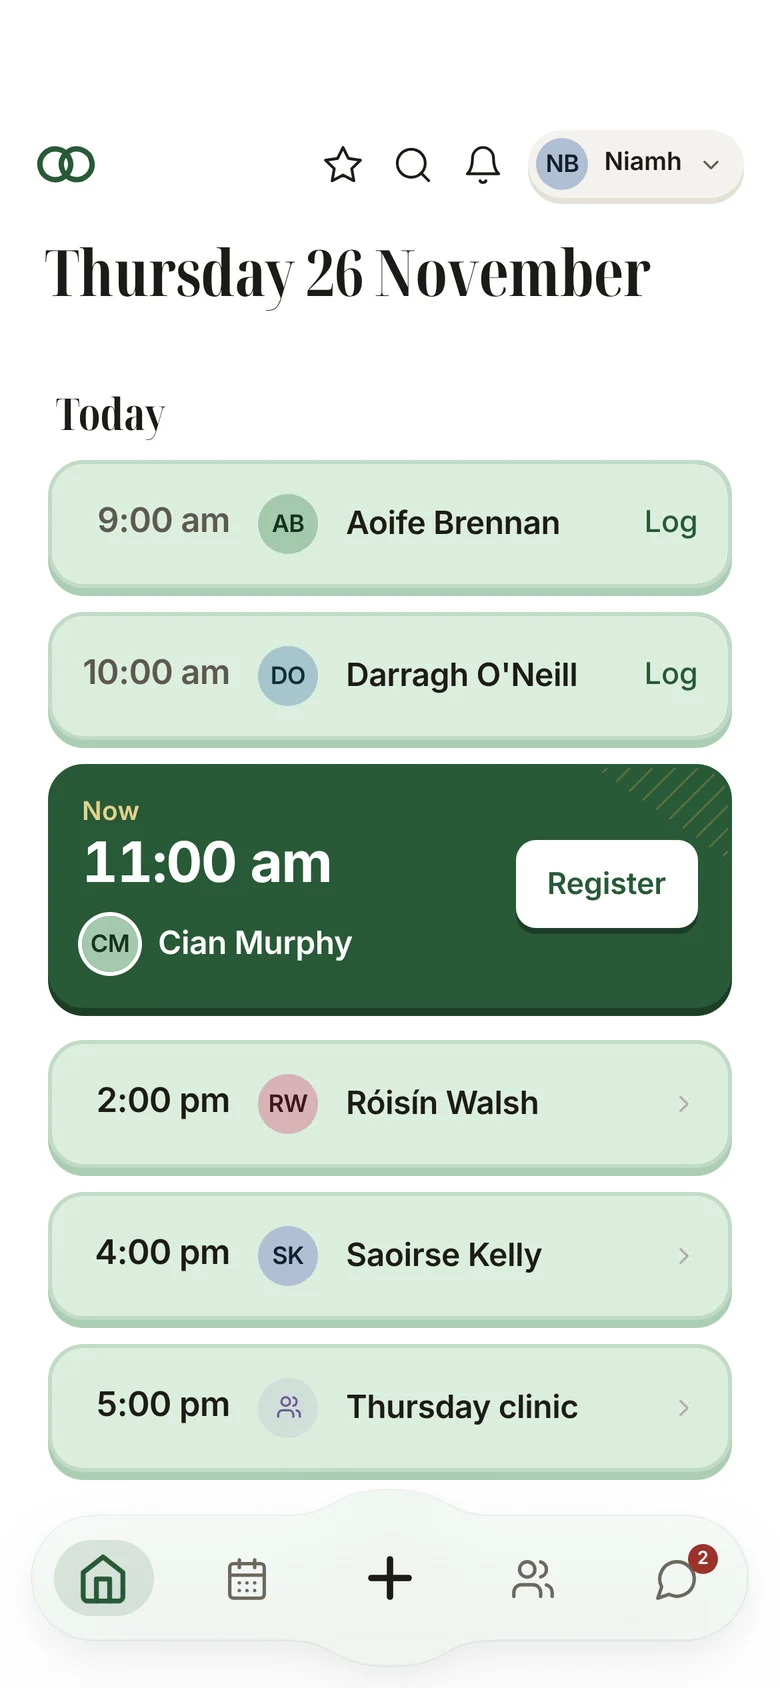 NB Niamh
Thursday 26 November
Today
9:00 am AB Aoife Brennan Log
10:00 am DO Darragh O'Neill Log
Now
11:00 am
Register
CM Cian Murphy
2:00 pm RW Róisín Walsh
4:00 pm SK Saoirse Kelly
5:00 pm Thursday clinic
2